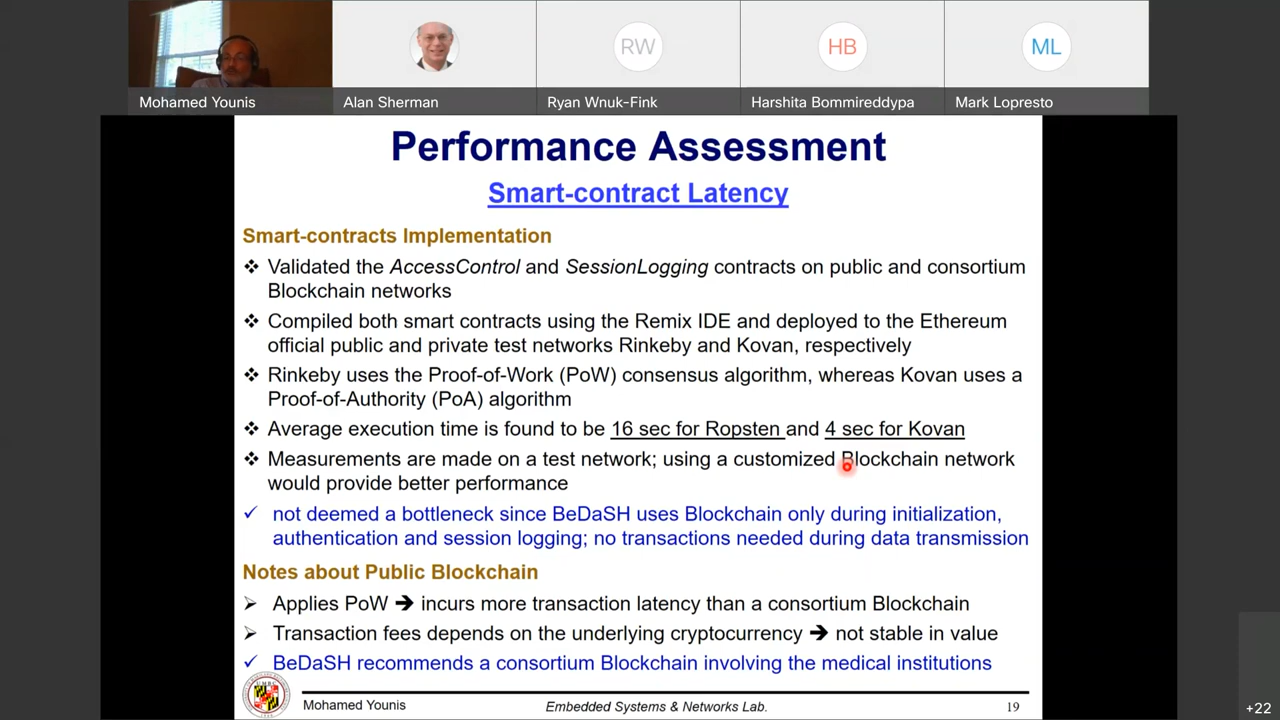 RW
HB
ML
Mohamed Younis
Alan Sherman
Ryan Wnuk-Fink
Harshita Bommireddypa
Mark Lopresto
Performance Assessment
Smart-contract Latency
Smart-contracts Implementation
❖ Validated the AccessControl and SessionLogging contracts on public and consortium
Blockchain networks
❖ Compiled both smart contracts using the Remix IDE and deployed to the Ethereum
official public and private test networks Rinkeby and Kovan, respectively
❖ Rinkeby uses the Proof-of-Work (PoW) consensus algorithm, whereas Kovan uses a
Proof-of-Authority (PoA) algorithm
❖ Average execution time is found to be 16 sec for Ropsten and 4 sec for Kovan
❖ Measurements are made on a test network; using a customized Blockchain network
would provide better performance
✓ not deemed a bottleneck since BeDaSH uses Blockchain only during initialization,
authentication and session logging; no transactions needed during data transmission
Notes about Public Blockchain
➢ Applies PoW ➔ incurs more transaction latency than a consortium Blockchain
➢ Transaction fees depends on the underlying cryptocurrency ➔ not stable in value
✓ BeDaSH recommends a consortium Blockchain involving the medical institutions
Mohamed Younis
Embedded Systems & Networks Lab.
19
+22